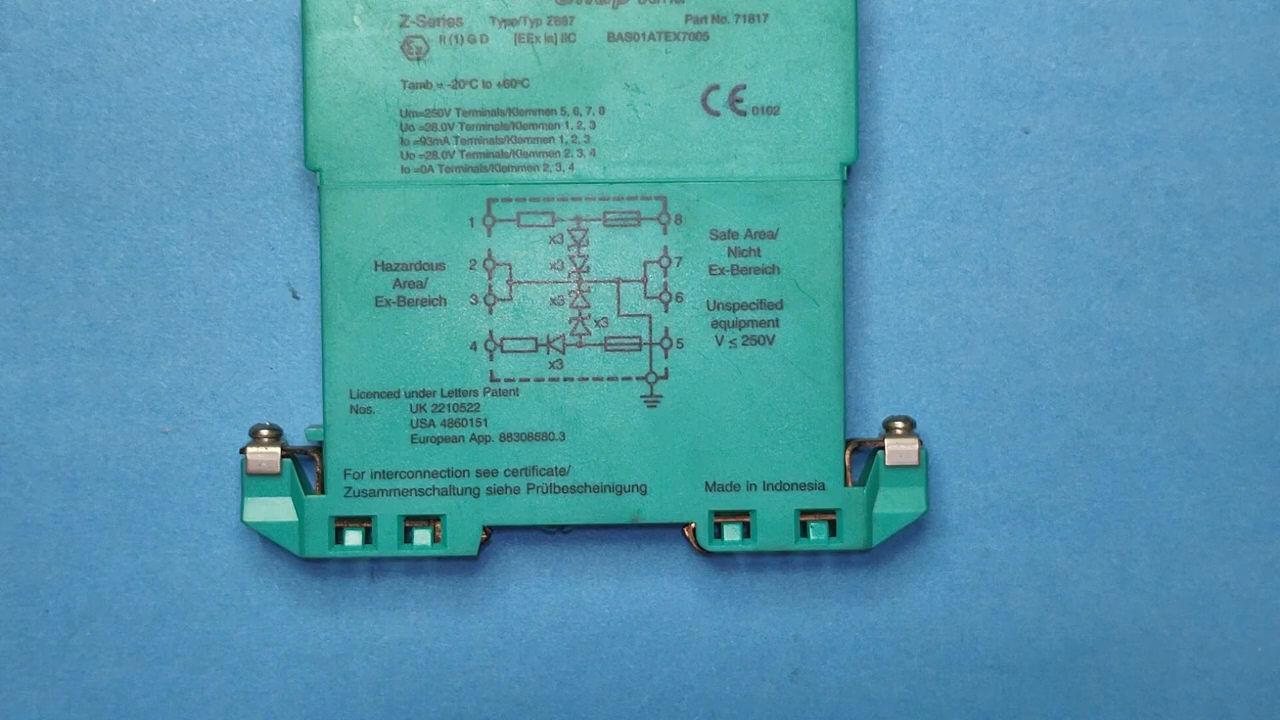 Barrier
Z-Series Type/Typ Z887 Part No. 71817
II (1) G D [EEx ia] IIC BAS01ATEX7005
Tamb = -20°C to +60°C
CE 0102
Um=250V Terminals/Klemmen 5, 6, 7, 8
Uo =28.0V Terminals/Klemmen 1, 2, 3
Io =93mA Terminals/Klemmen 1, 2, 3
Uo =28.0V Terminals/Klemmen 2, 3, 4
Io =0A Terminals/Klemmen 2, 3, 4
1
8
x3
2
x3
7
3
x3
6
x3
4
5
x3
Hazardous
Area/
Ex-Bereich
Safe Area/
Nicht
Ex-Bereich
Unspecified
equipment
V ≤ 250V
Licenced under Letters Patent
Nos. UK 2210522
USA 4860151
European App. 88308680.3
For interconnection see certificate/
Zusammenschaltung siehe Prüfbescheinigung
Made in Indonesia